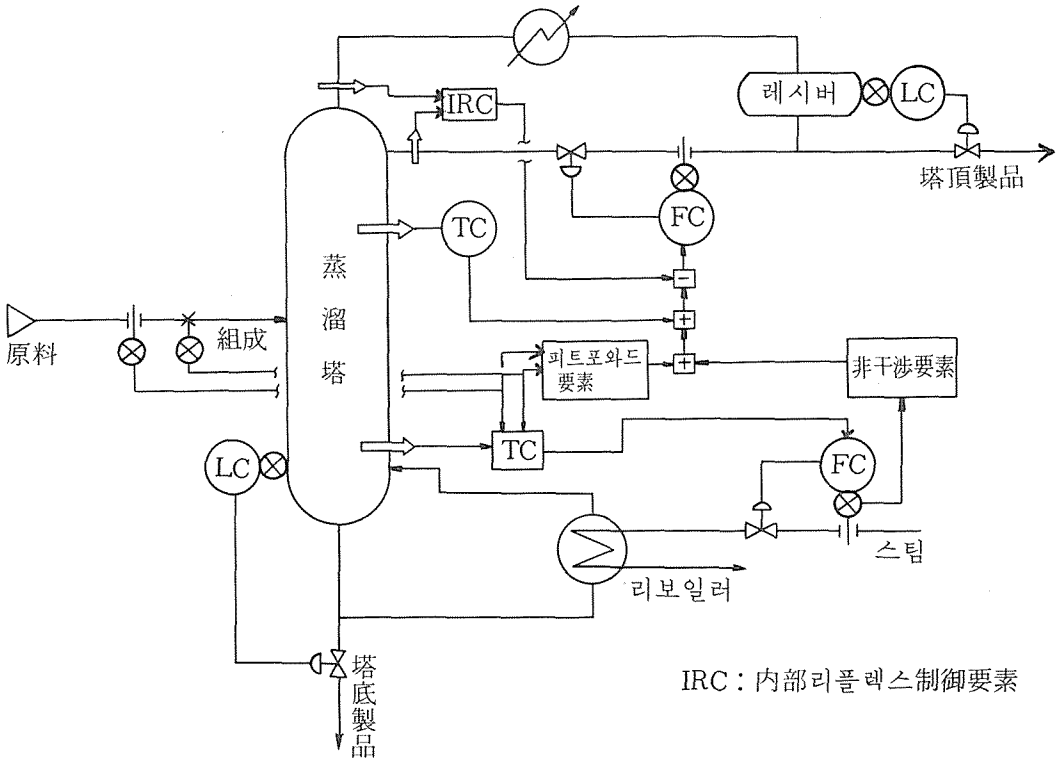 레시버
LC
IRC
塔頂製品
FC
TC
−
蒸溜塔
+
原料
組成
피트포와드
要素
+
非干涉要素
TC
FC
LC
스팀
리보일러
塔底製品
IRC : 内部리플렉스制御要素